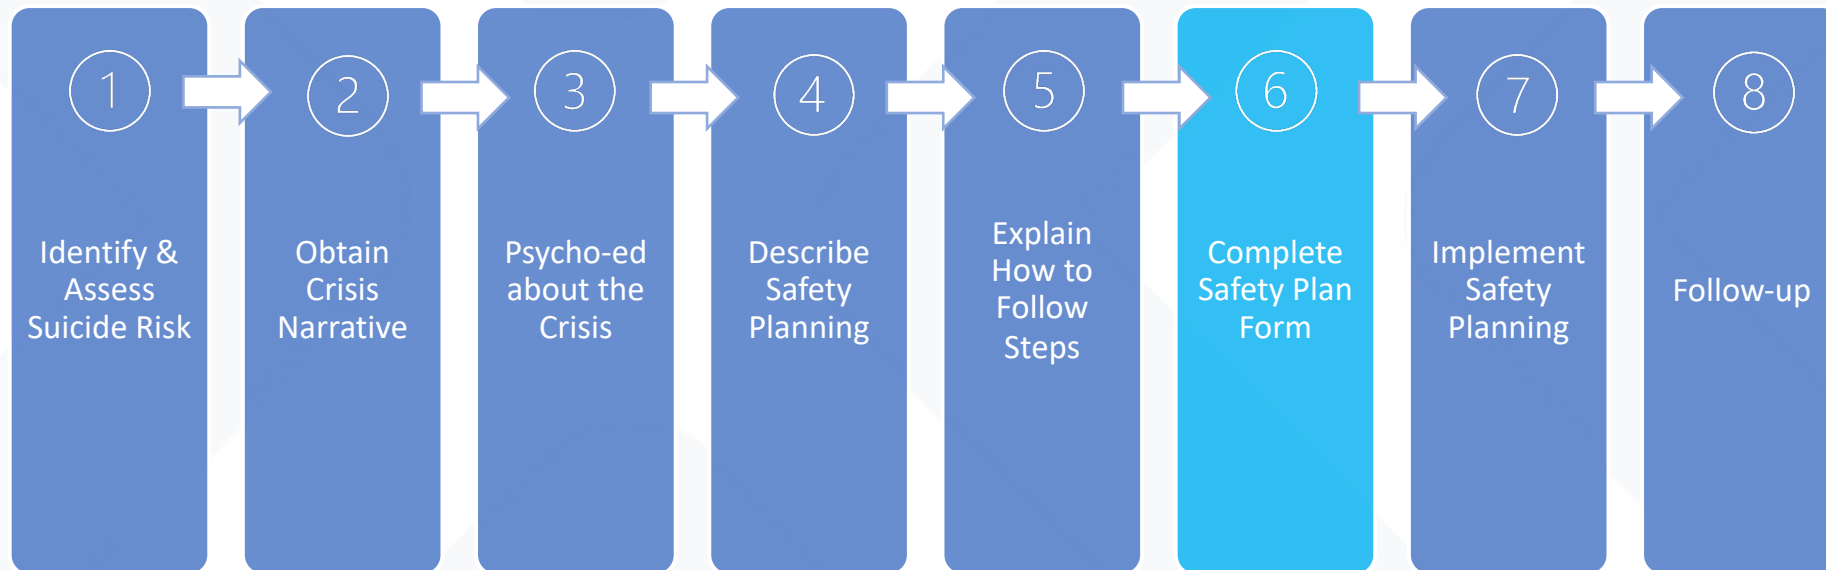 1
Identify &
Assess
Suicide Risk
2
Obtain
Crisis
Narrative
3
Psycho-ed
about the
Crisis
4
Describe
Safety
Planning
5
Explain
How to
Follow
Steps
6
Complete
Safety Plan
Form
7
Implement
Safety
Planning
8
Follow-up